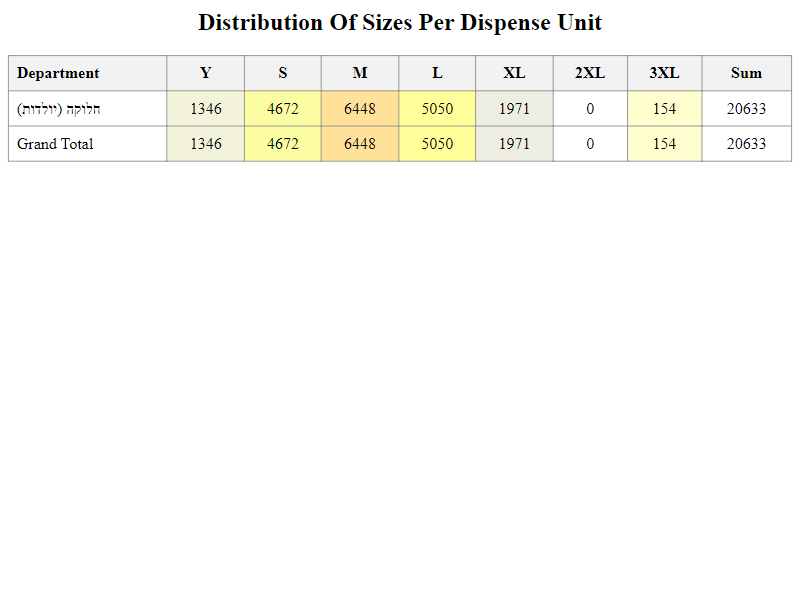 Distribution Of Sizes Per Dispense Unit
Department Y S M L XL 2XL 3XL Sum
חלוקה (יולדות) 1346 4672 6448 5050 1971 0 154 20633
Grand Total 1346 4672 6448 5050 1971 0 154 20633